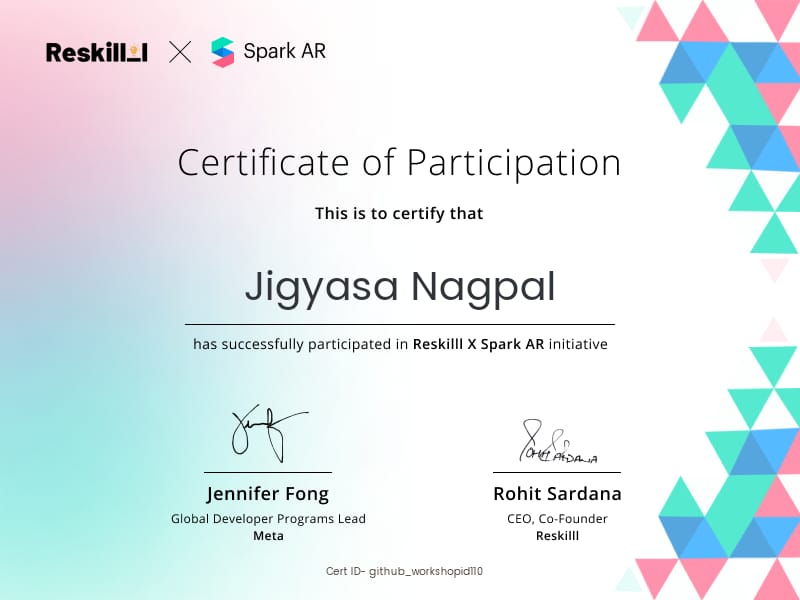 Reskilll X Spark AR
Certificate of Participation
This is to certify that
Jigyasa Nagpal
has successfully participated in Reskilll X Spark AR initiative
Jennifer Fong
Global Developer Programs Lead
Meta
Rohit Sardana
CEO, Co-Founder
Reskilll
Cert ID- github_workshopid110